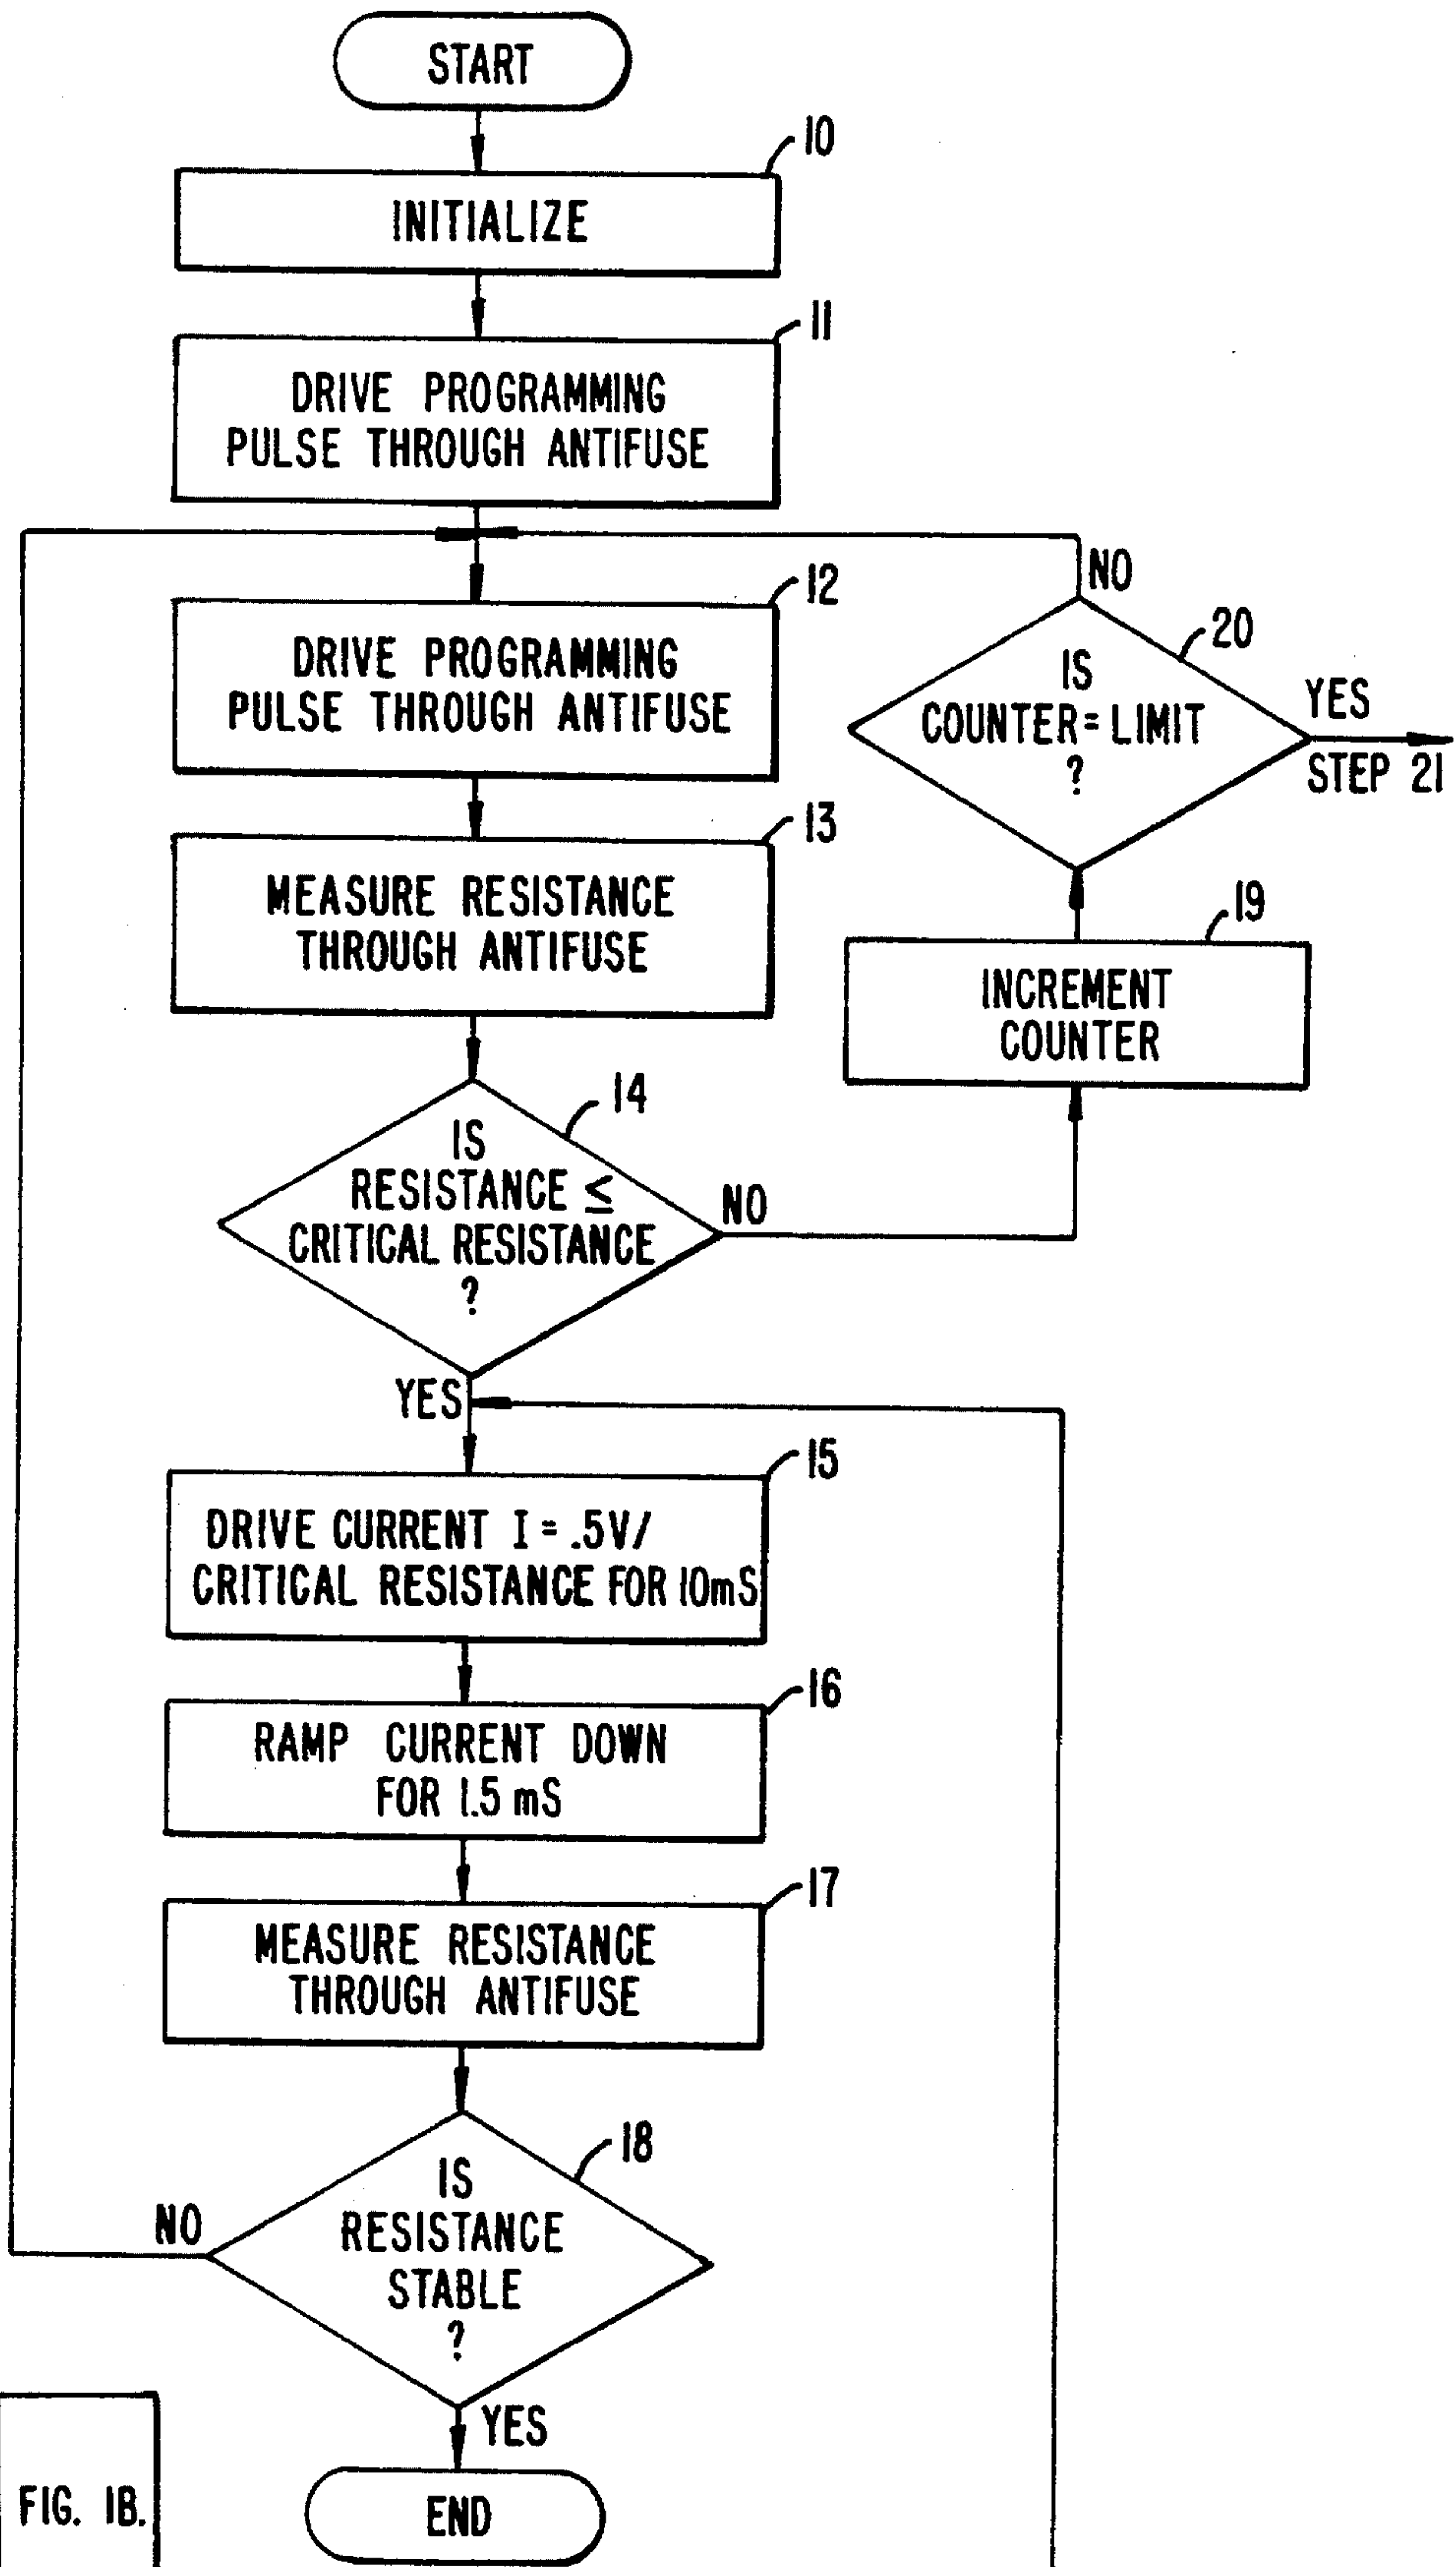 START
10
INITIALIZE
11
DRIVE PROGRAMMING
PULSE THROUGH ANTIFUSE
12
DRIVE PROGRAMMING
PULSE THROUGH ANTIFUSE
13
MEASURE RESISTANCE
THROUGH ANTIFUSE
14
IS
RESISTANCE ≤
CRITICAL RESISTANCE
?
NO
YES
19
INCREMENT
COUNTER
20
IS
COUNTER = LIMIT
?
NO
YES
STEP 21
15
DRIVE CURRENT I = .5V/
CRITICAL RESISTANCE FOR 10mS
16
RAMP CURRENT DOWN
FOR 1.5 mS
17
MEASURE RESISTANCE
THROUGH ANTIFUSE
18
IS
RESISTANCE
STABLE
?
NO
YES
END
FIG. 1B.